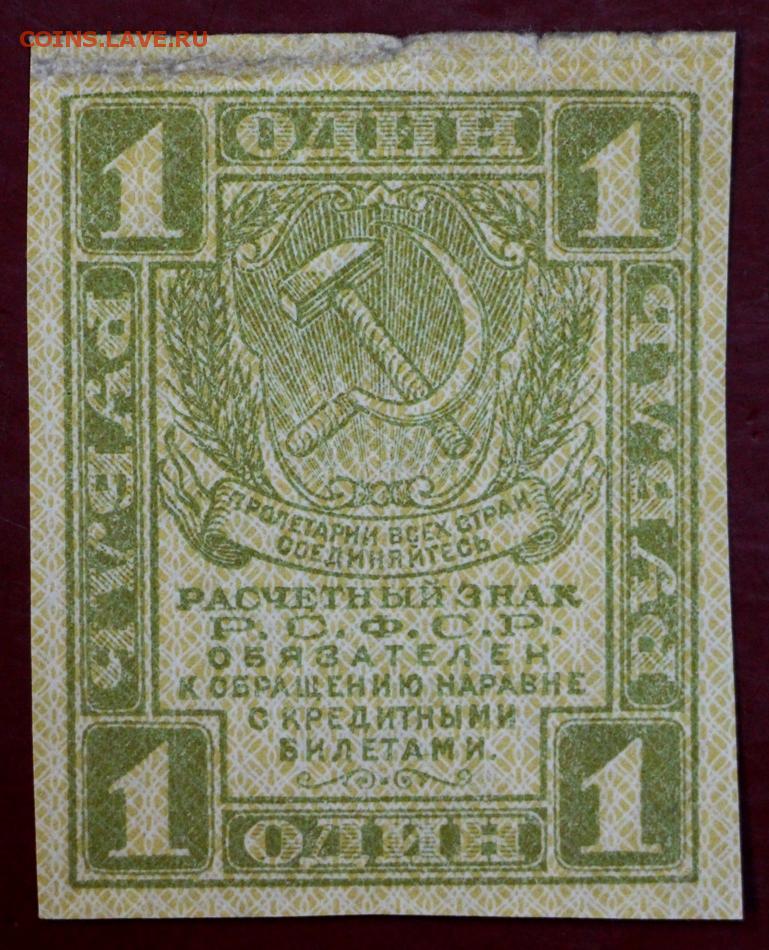 COINS.LAVE.RU
1 ОДИН 1
РУБЛЬ
РУБЛЬ
ПРОЛЕТАРИИ ВСЕХ СТРАН
СОЕДИНЯЙТЕСЬ
РАСЧЕТНЫЙ ЗНАК
Р.С.Ф.С.Р.
ОБЯЗАТЕЛЕН
К ОБРАЩЕНИЮ НАРАВНЕ
С КРЕДИТНЫМИ
БИЛЕТАМИ.
1 ОДИН 1